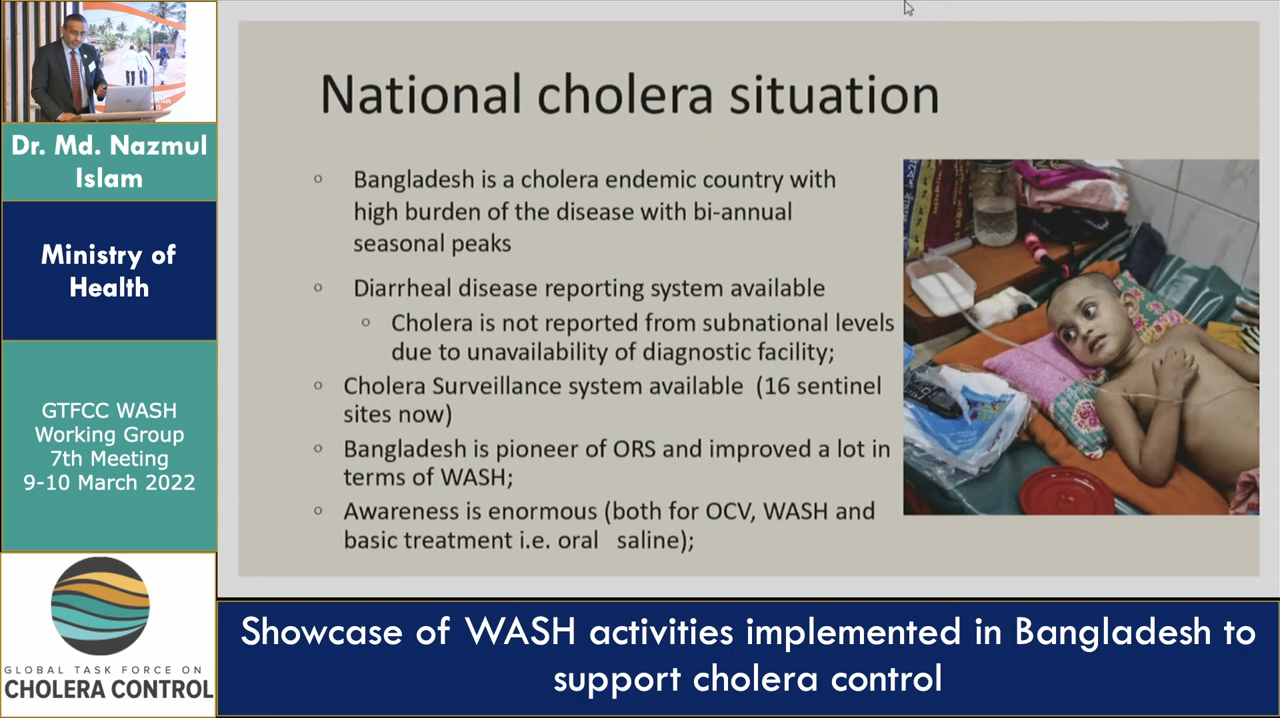 Dr. Md. Nazmul
Islam
Ministry of
Health
GTFCC WASH
Working Group
7th Meeting
9-10 March 2022
GLOBAL TASK FORCE ON
CHOLERA CONTROL
National cholera situation
Bangladesh is a cholera endemic country with
high burden of the disease with bi-annual
seasonal peaks
Diarrheal disease reporting system available
Cholera is not reported from subnational levels
due to unavailability of diagnostic facility;
Cholera Surveillance system available (16 sentinel
sites now)
Bangladesh is pioneer of ORS and improved a lot in
terms of WASH;
Awareness is enormous (both for OCV, WASH and
basic treatment i.e. oral saline);
Showcase of WASH activities implemented in Bangladesh to
support cholera control